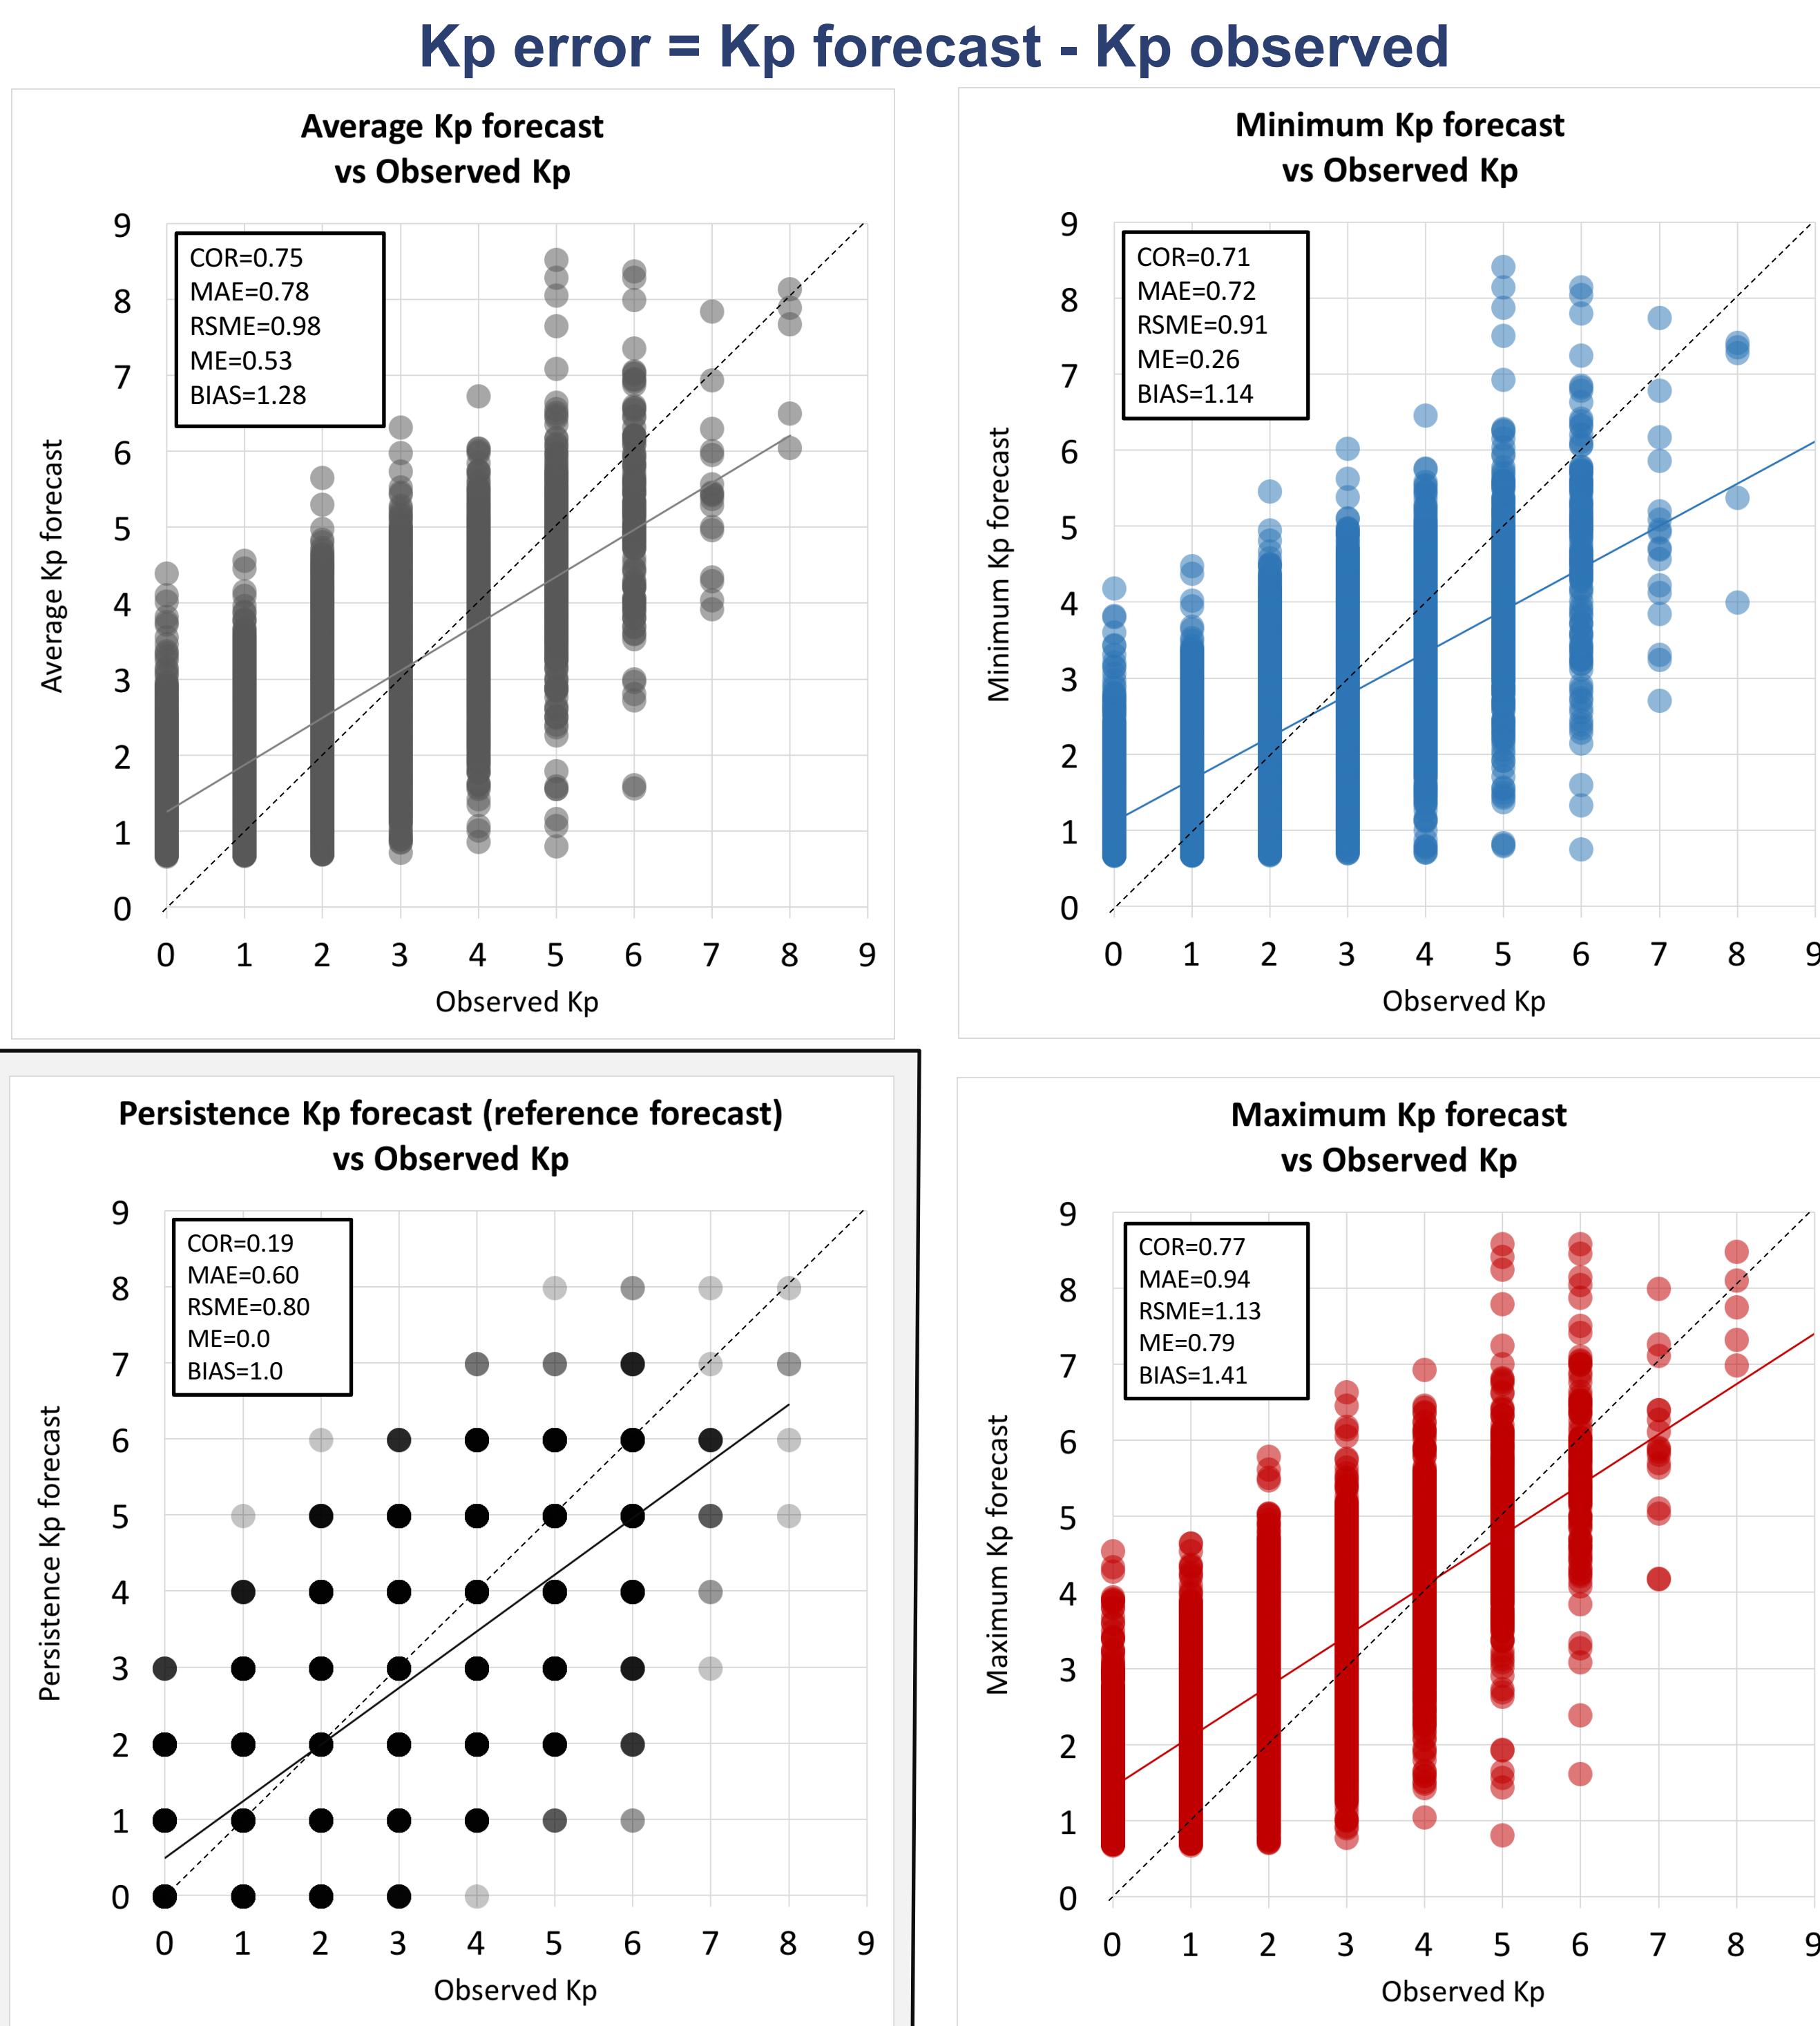 Kp error = Kp forecast - Kp observed
Average Kp forecast
vs Observed Kp
COR=0.75
MAE=0.78
RSME=0.98
ME=0.53
BIAS=1.28
Average Kp forecast
9
8
7
6
5
4
3
2
1
0
0 1 2 3 4 5 6 7 8 9
Observed Kp
Minimum Kp forecast
vs Observed Kp
COR=0.71
MAE=0.72
RSME=0.91
ME=0.26
BIAS=1.14
Minimum Kp forecast
9
8
7
6
5
4
3
2
1
0
0 1 2 3 4 5 6 7 8 9
Observed Kp
Persistence Kp forecast (reference forecast)
vs Observed Kp
COR=0.19
MAE=0.60
RSME=0.80
ME=0.0
BIAS=1.0
Persistence Kp forecast
9
8
7
6
5
4
3
2
1
0
0 1 2 3 4 5 6 7 8 9
Observed Kp
Maximum Kp forecast
vs Observed Kp
COR=0.77
MAE=0.94
RSME=1.13
ME=0.79
BIAS=1.41
Maximum Kp forecast
9
8
7
6
5
4
3
2
1
0
0 1 2 3 4 5 6 7 8 9
Observed Kp